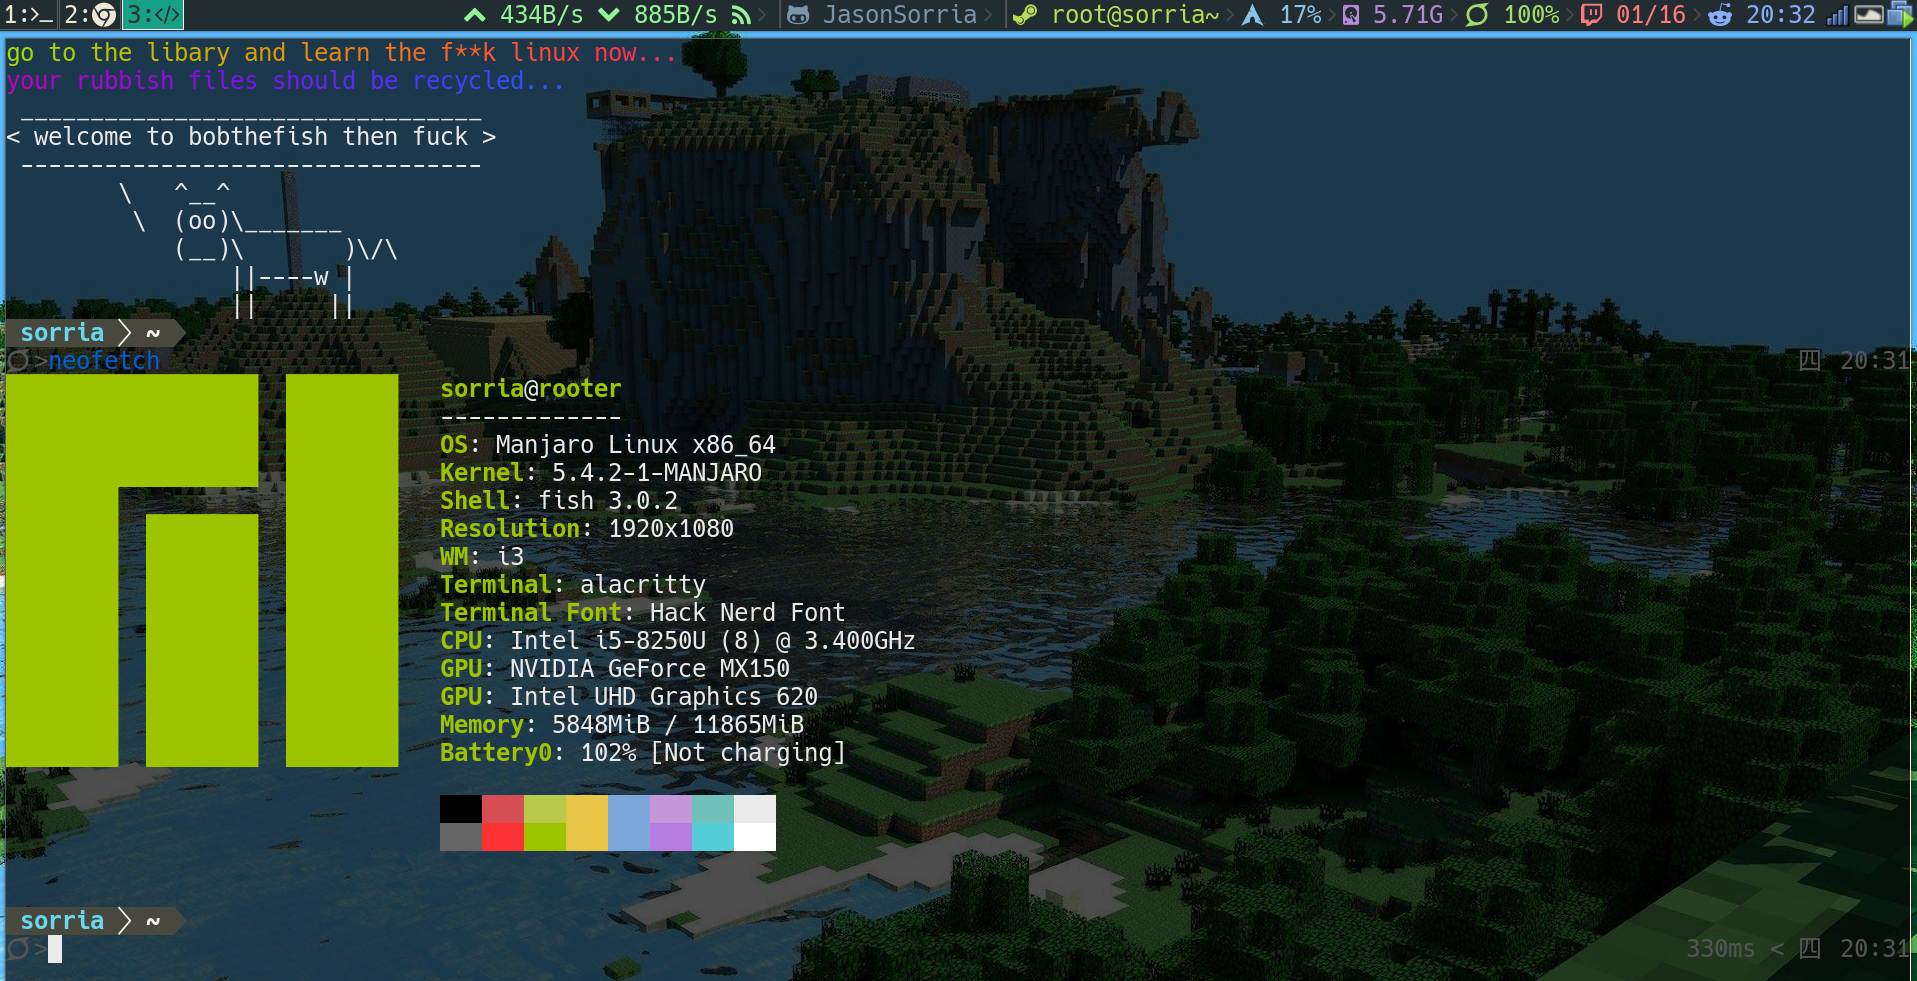 1:>_ 2: 3:</> 434B/s 885B/s JasonSorria root@sorria~ 17% 5.71G 100% 01/16 20:32
go to the libary and learn the f**k linux now...
your rubbish files should be recycled...
_________________________________
< welcome to bobthefish then fuck >
---------------------------------
\ ^__^
\ (oo)\_______
(__)\ )\/\
||----w |
|| ||
sorria ~
>neofetch 四 20:31
sorria@rooter
-------------
OS: Manjaro Linux x86_64
Kernel: 5.4.2-1-MANJARO
Shell: fish 3.0.2
Resolution: 1920x1080
WM: i3
Terminal: alacritty
Terminal Font: Hack Nerd Font
CPU: Intel i5-8250U (8) @ 3.400GHz
GPU: NVIDIA GeForce MX150
GPU: Intel UHD Graphics 620
Memory: 5848MiB / 11865MiB
Battery0: 102% [Not charging]
sorria ~
> 330ms < 四 20:31